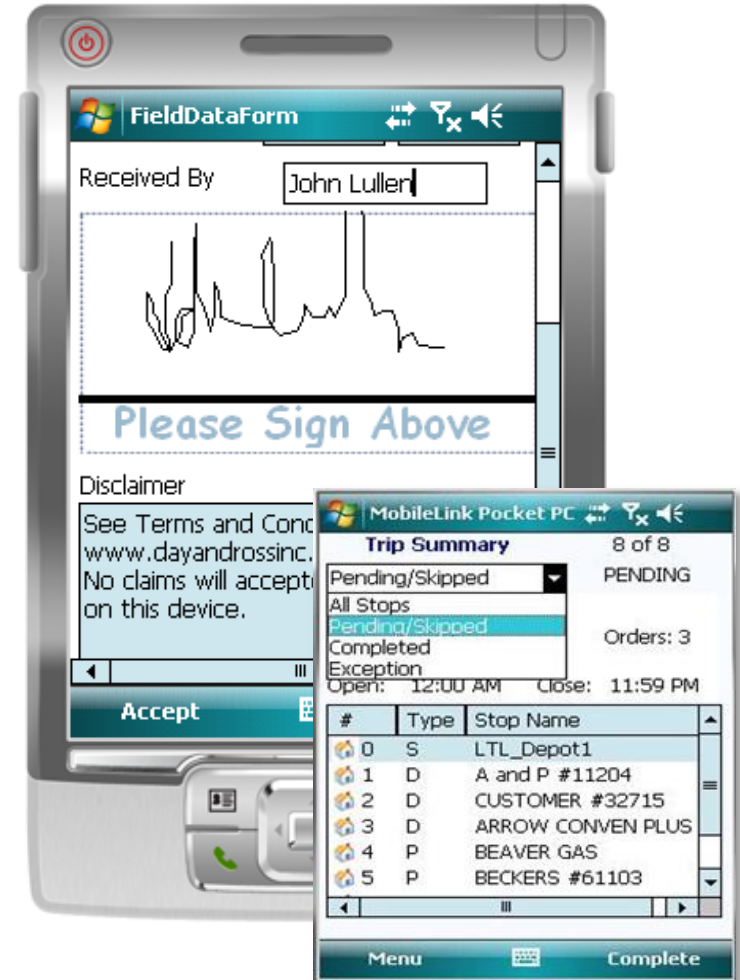 FieldDataForm
Received By John Lullen
Please Sign Above
Disclaimer
See Terms and Cond
www.dayandrossinc.
No claims will accept
on this device.
Accept
MobileLink Pocket PC
Trip Summary 8 of 8
Pending/Skipped PENDING
All Stops
Pending/Skipped
Completed Orders: 3
Exception
Open: 12:00 AM Close: 11:59 PM
# Type Stop Name
0 S LTL_Depot1
1 D A and P #11204
2 D CUSTOMER #32715
3 D ARROW CONVEN PLUS
4 P BEAVER GAS
5 P BECKERS #61103
Menu Complete